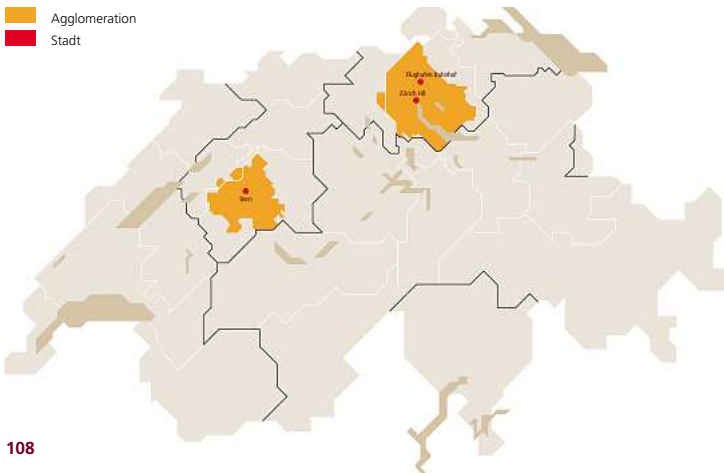 Agglomeration
Stadt
Flughafen Bahnhof
Zürich HB
Bern
108